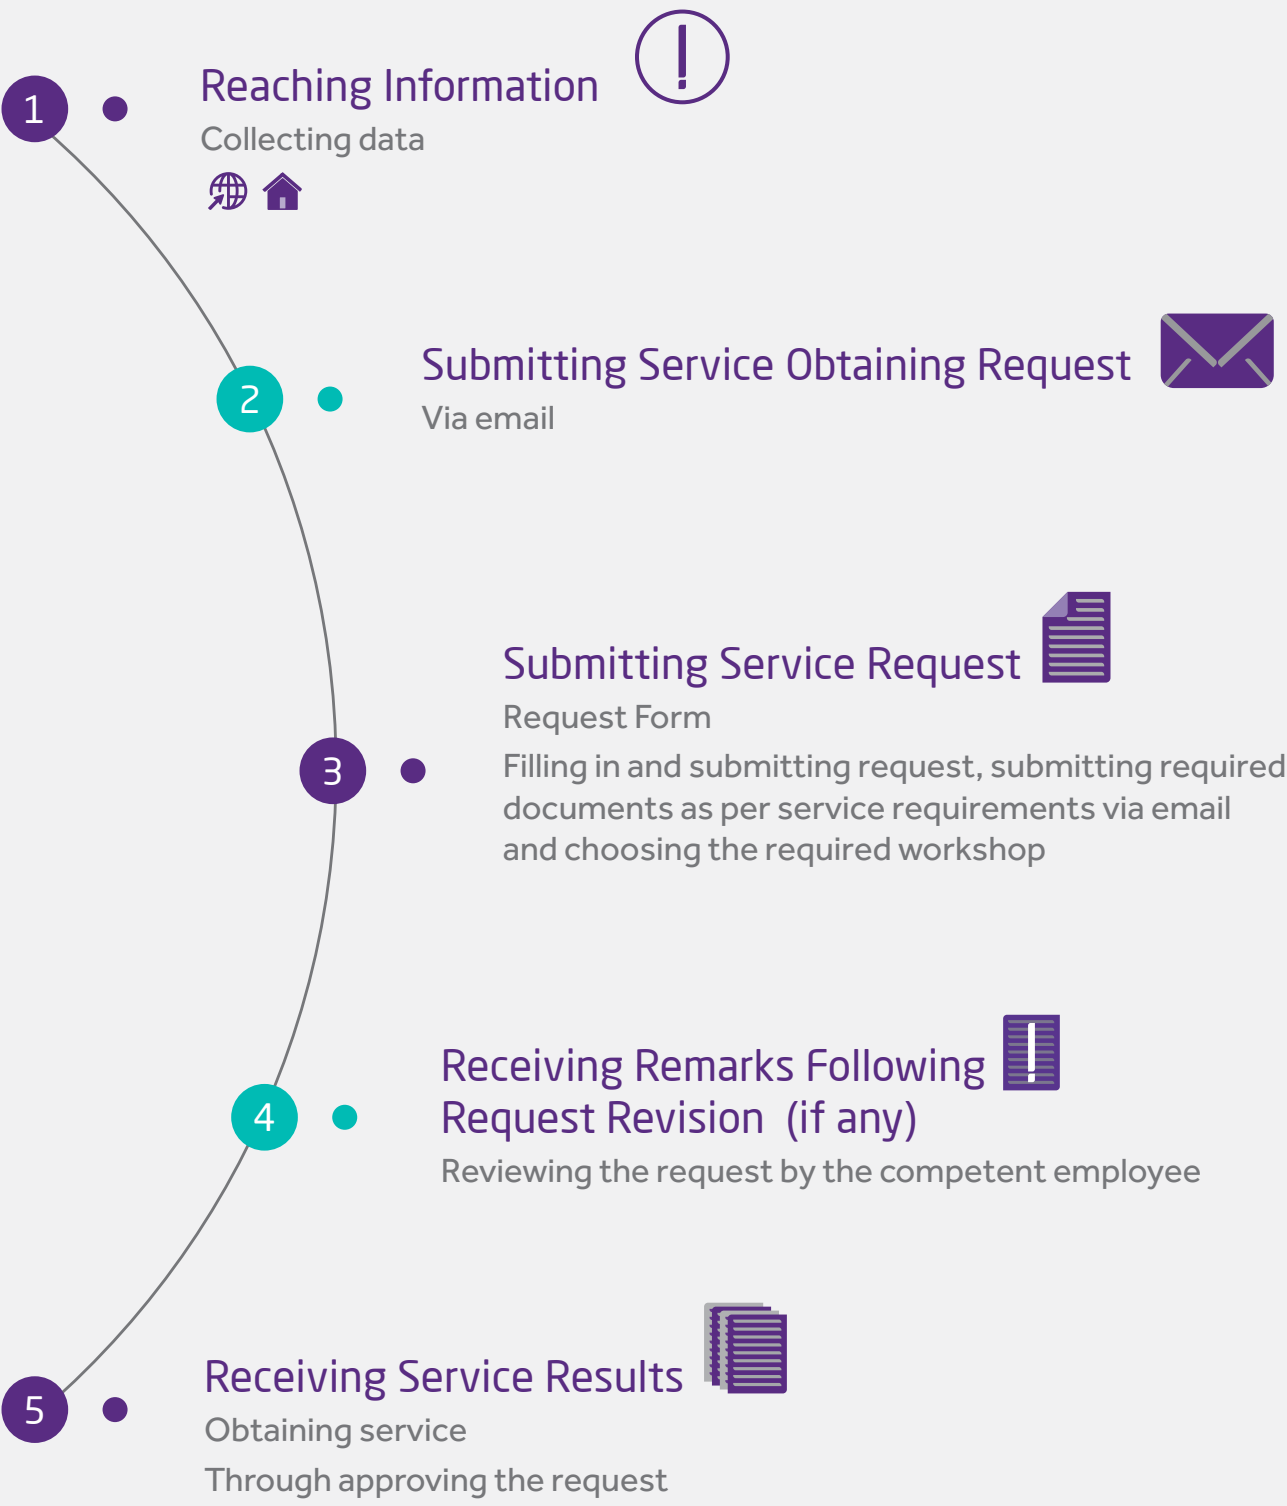 1
Reaching Information
Collecting data
2
Submitting Service Obtaining Request
Via email
3
Submitting Service Request
Request Form
Filling in and submitting request, submitting required
documents as per service requirements via email
and choosing the required workshop
4
Receiving Remarks Following
Request Revision (if any)
Reviewing the request by the competent employee
5
Receiving Service Results
Obtaining service
Through approving the request